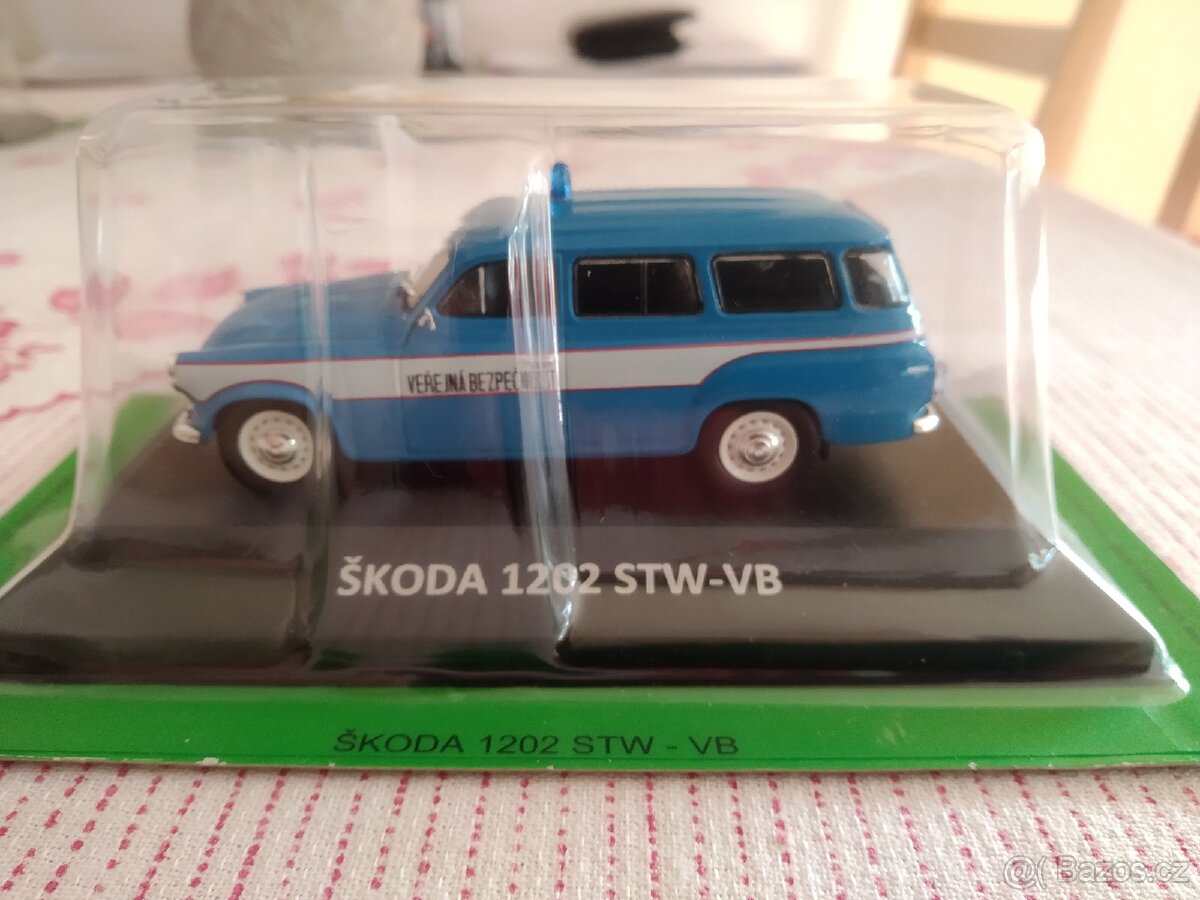 VEŘEJNÁ BEZPEČNOST
ŠKODA 1202 STW-VB
ŠKODA 1202 STW - VB
@( Bazos.cz